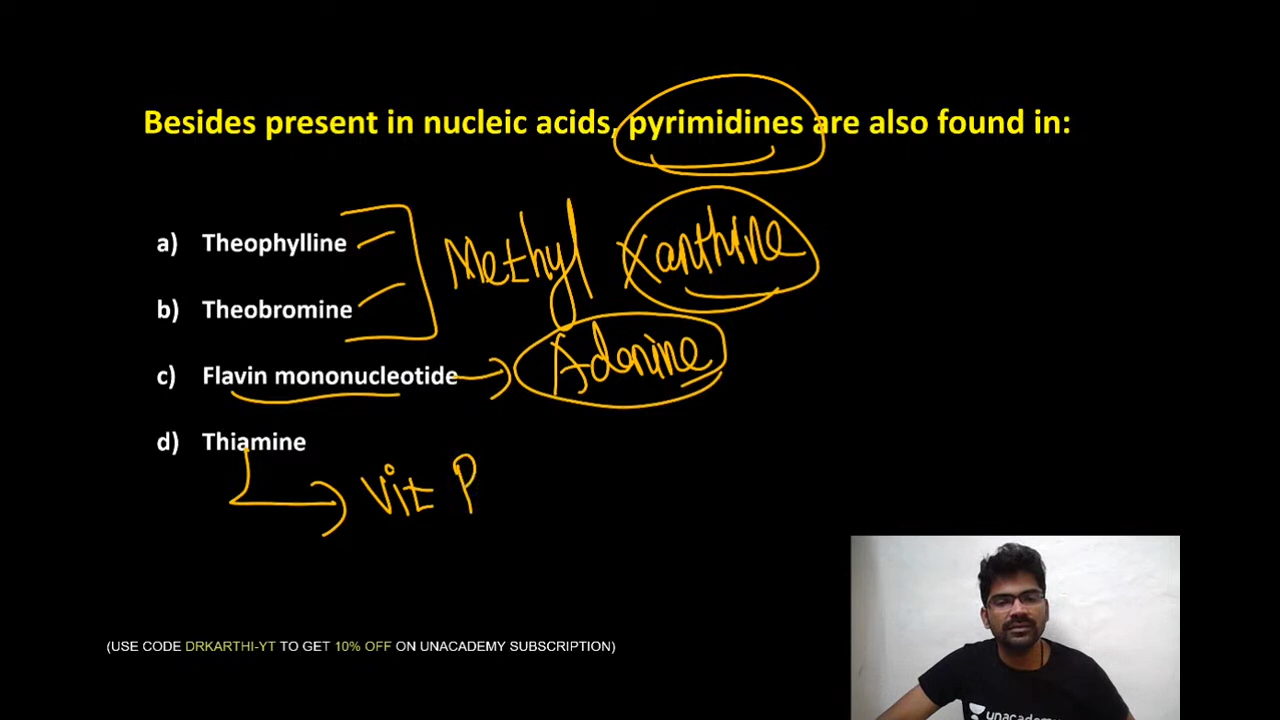 Besides present in nucleic acids, pyrimidines are also found in:
a) Theophylline
Methyl Xanthine
b) Theobromine
c) Flavin mononucleotide
Adenine
d) Thiamine
Vit P
(USE CODE DRKARTHI-YT TO GET 10% OFF ON UNACADEMY SUBSCRIPTION)
unacademy